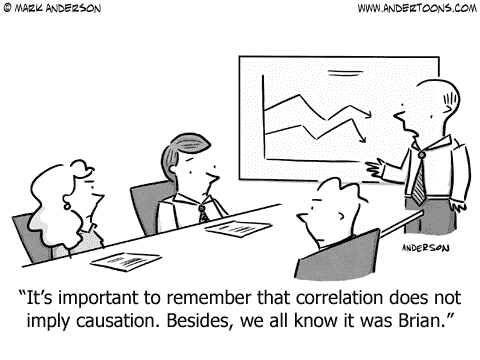 © MARK ANDERSON
WWW.ANDERTOONS.COM
ANDERSON
"It's important to remember that correlation does not
imply causation. Besides, we all know it was Brian."